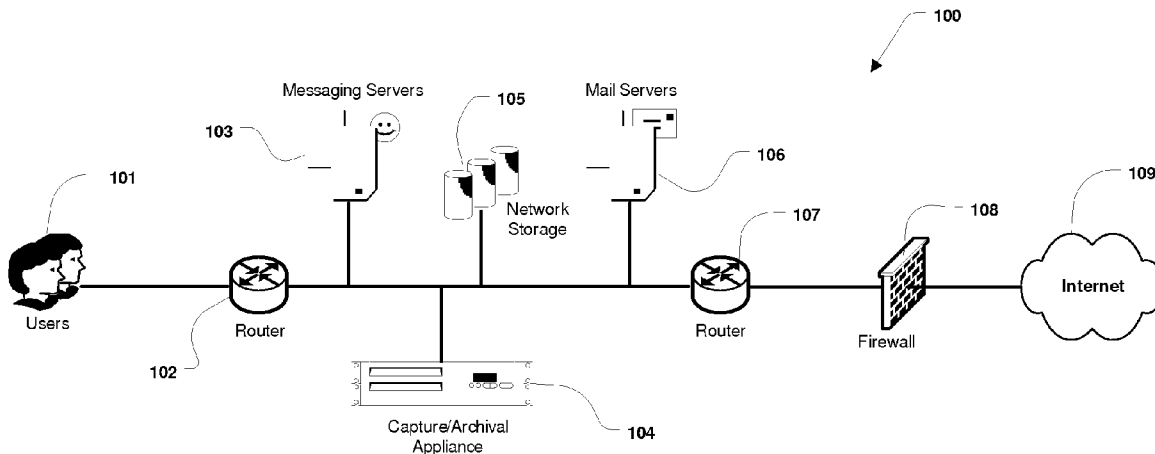 100
Messaging Servers
105
Mail Servers
103
106
101
Network
Storage
107
108
109
Internet
Users
Router
Router
Firewall
102
104
Capture/Archival
Appliance